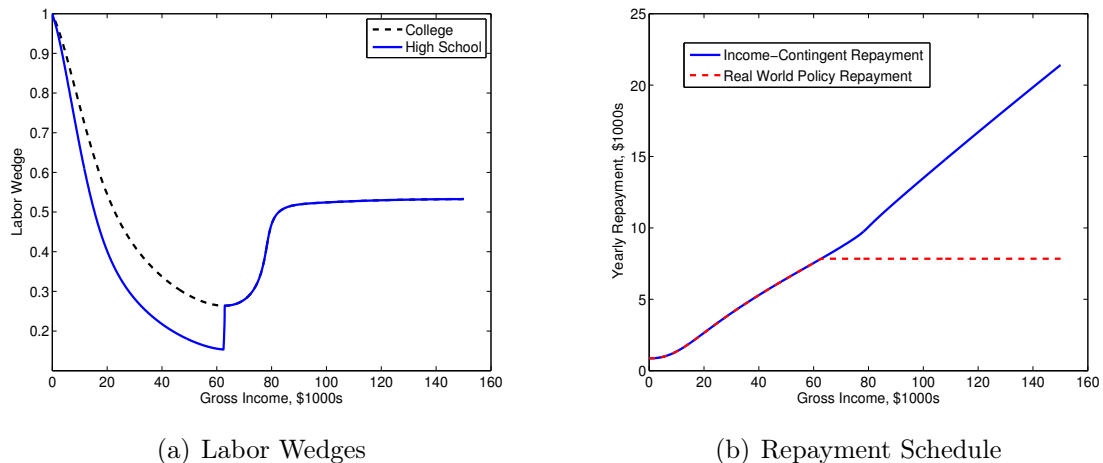 1
0.9
0.8
0.7
0.6
0.5
0.4
0.3
0.2
0 20 40 60 80 100 120 140 160
Labor Wedge
Gross Income, $1000s
College
High School
(a) Labor Wedges
25
20
15
10
5
0
0 20 40 60 80 100 120 140 160
Yearly Repayment, $1000s
Gross Income, $1000s
Income−Contingent Repayment
Real World Policy Repayment
(b) Repayment Schedule